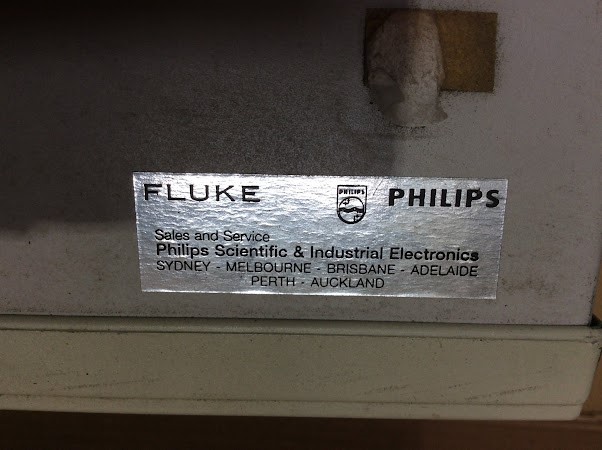 FLUKE PHILIPS PHILIPS
Sales and Service
Philips Scientific & Industrial Electronics
SYDNEY - MELBOURNE - BRISBANE - ADELAIDE
PERTH - AUCKLAND